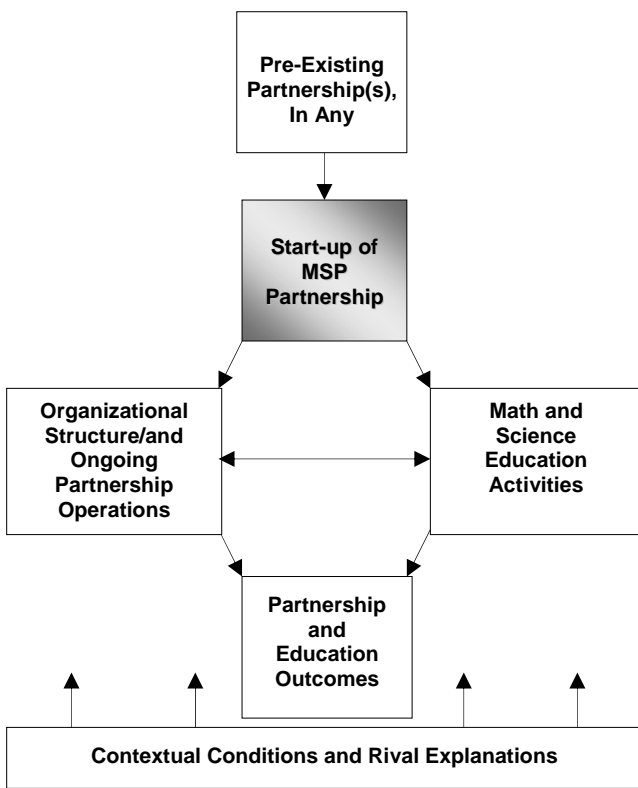 Pre-Existing
Partnership(s),
In Any
Start-up of
MSP
Partnership
Organizational
Structure/and
Ongoing
Partnership
Operations
Math and
Science
Education
Activities
Partnership
and
Education
Outcomes
Contextual Conditions and Rival Explanations